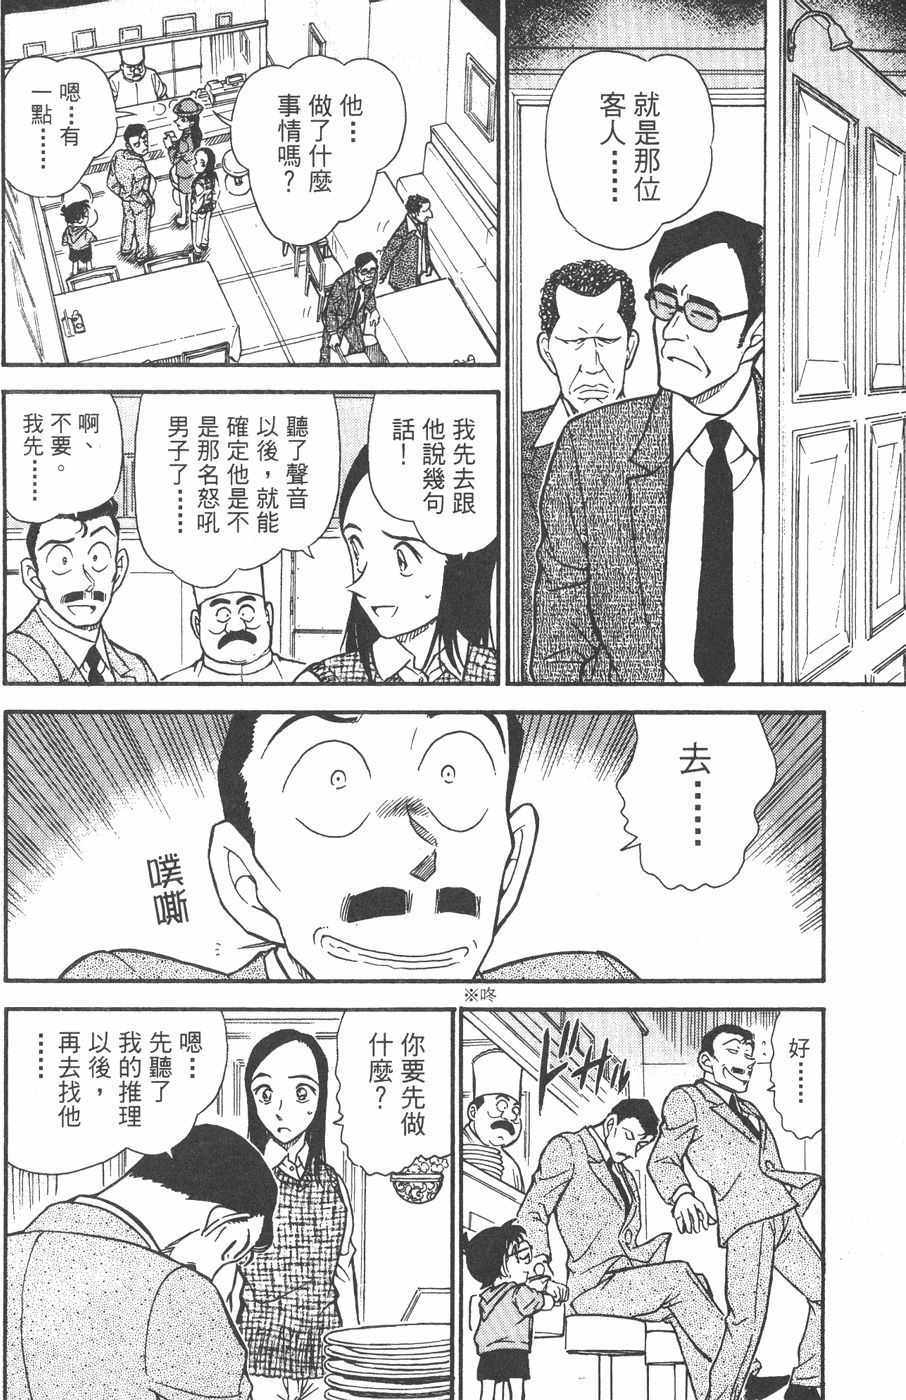 就是那位
客人……
他…
做了什麼
事情嗎？
嗯…有
一點……
我先去跟
他說幾句
話！
聽了聲音
以後，就能
確定他是不
是那名怒吼
男子了……
啊、
不要。
我先……
去……
噗
嘶
※咚
好……
ドサッ
你要先做
什麼？
嗯…
先聽了
我的推理
以後，
再去找他
……